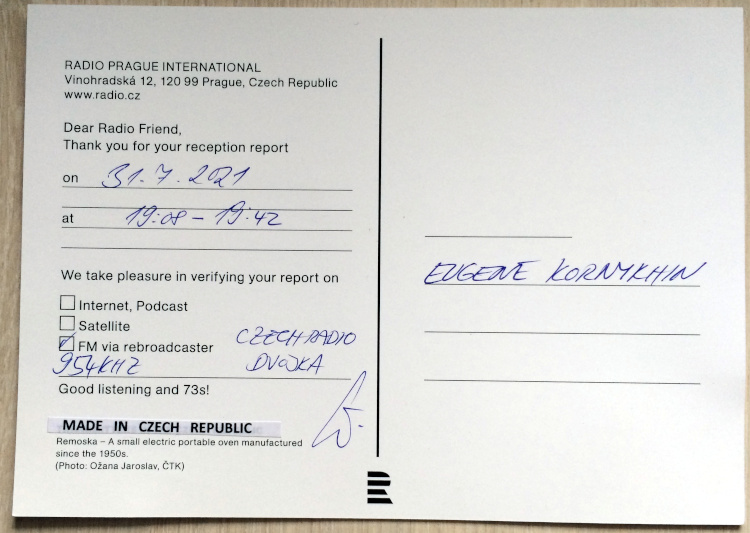 RADIO PRAGUE INTERNATIONAL
Vinohradská 12, 120 99 Prague, Czech Republic
www.radio.cz
Dear Radio Friend,
Thank you for your reception report
on 31.7.2021
at 19:08 – 19:42
We take pleasure in verifying your report on
Internet, Podcast
Satellite
FM via rebroadcaster
CZECH RADIO
DVOJKA
954KHZ
Good listening and 73s!
MADE IN CZECH REPUBLIC
Remoska – A small electric portable oven manufactured
since the 1950s.
(Photo: Ožana Jaroslav, ČTK)
EUGENE KORNYKHIN